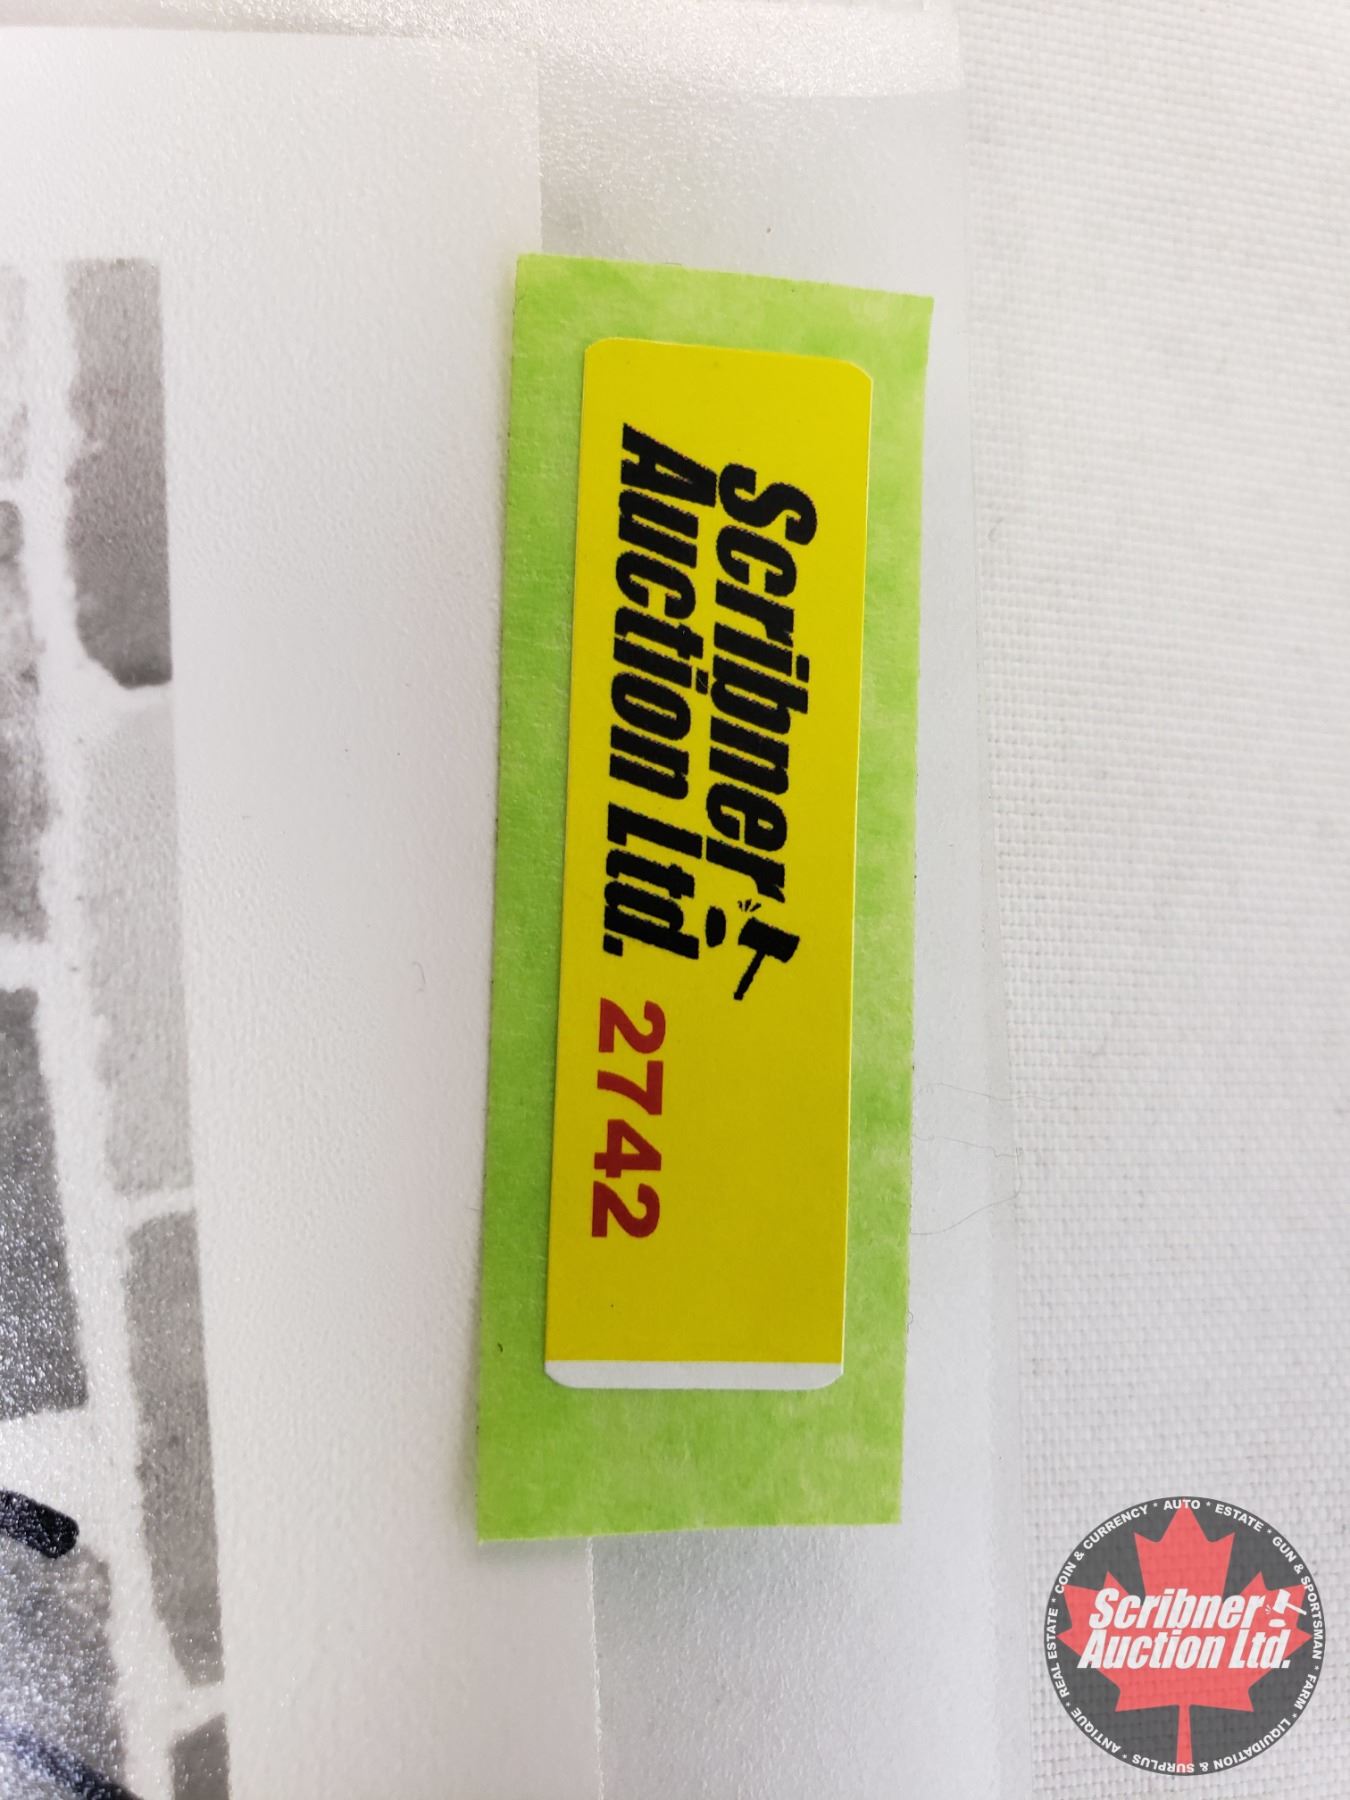 Scribner
Auction Ltd. 2742
COIN & CURRENCY * AUTO * ESTATE * GUN & SPORTSMAN * FARM * LIQUIDATION & SURPLUS * ANTIQUE * REAL ESTATE *
Scribner
Auction Ltd.